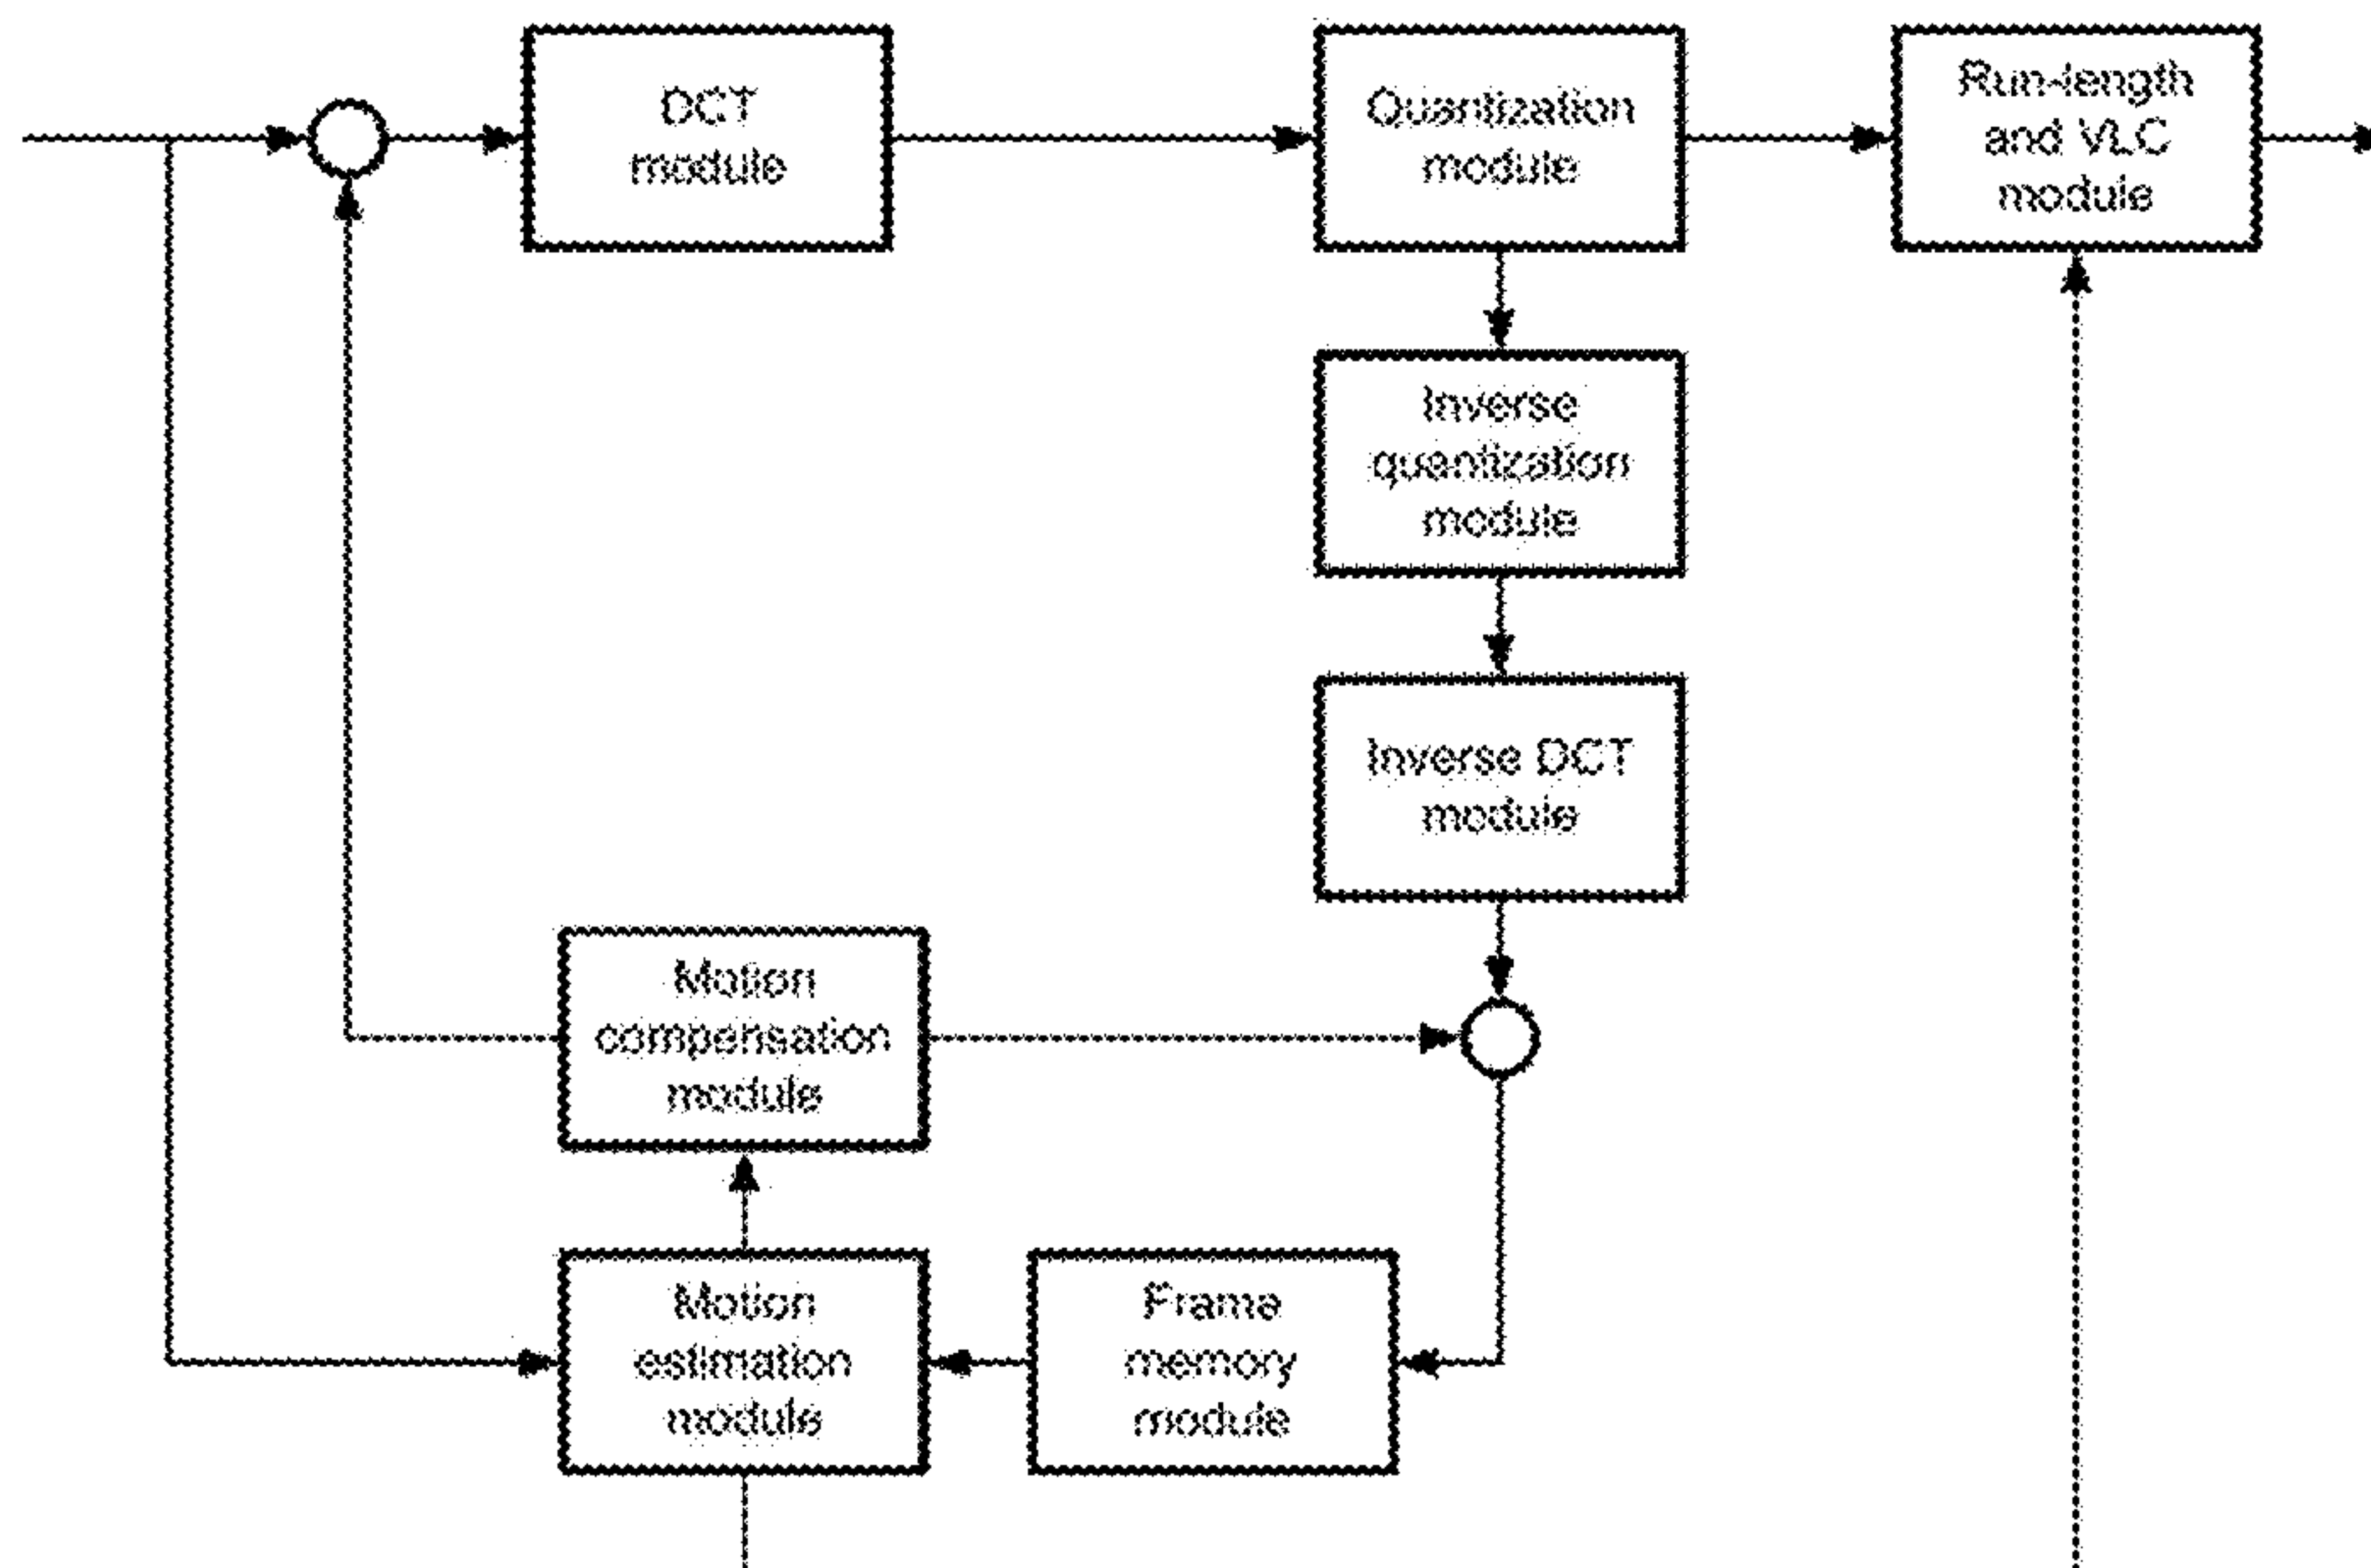 DCT
module
Quantization
module
Run-length
and VLC
module
Inverse
quantization
module
Inverse DCT
module
Motion
compensation
module
Motion
estimation
module
Frame
memory
module